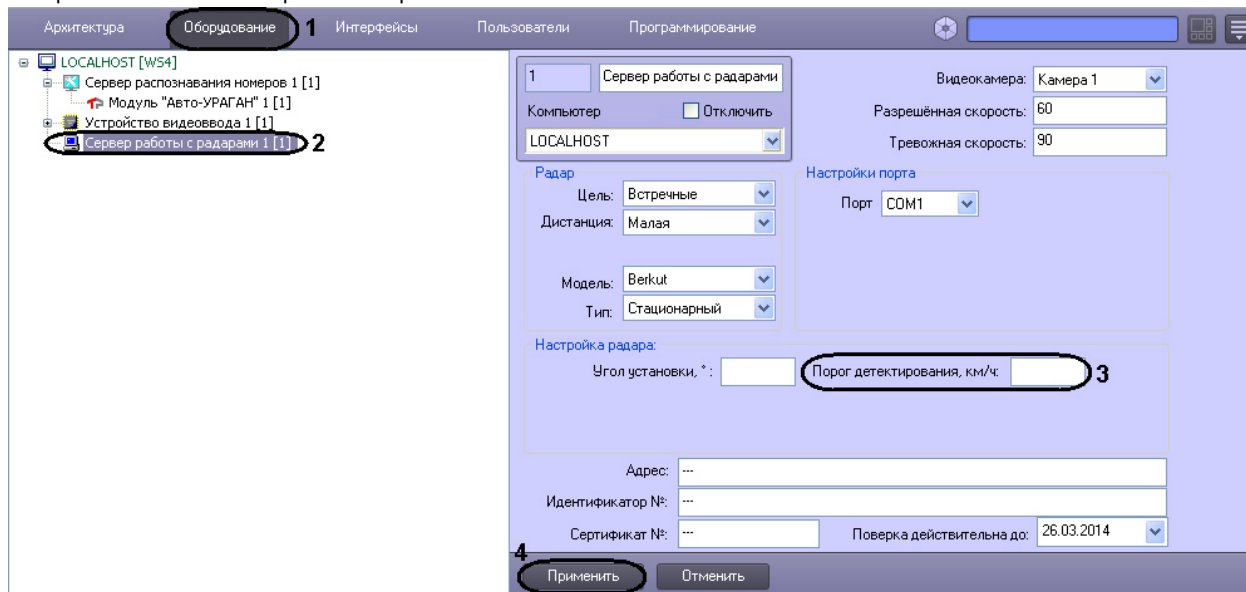 Архитектура Оборудование 1 Интерфейсы Пользователи Программирование
LOCALHOST [WS4]
Сервер распознавания номеров 1 [1]
Модуль "Авто-УРАГАН" 1 [1]
Устройство видеоввода 1 [1]
Сервер работы с радарами 1 [1] 2
1 Сервер работы с радарами
Компьютер Отключить
LOCALHOST
Видеокамера: Камера 1
Разрешённая скорость: 60
Тревожная скорость: 90
Радар
Цель: Встречные
Дистанция: Малая
Модель: Berkut
Тип: Стационарный
Настройки порта
Порт COM1
Настройка радара:
Угол установки, ° : Порог детектирования, км/ч: 3
Адрес: ---
Идентификатор №: ---
Сертификат №: --- Поверка действительна до: 26.03.2014
4
Применить Отменить